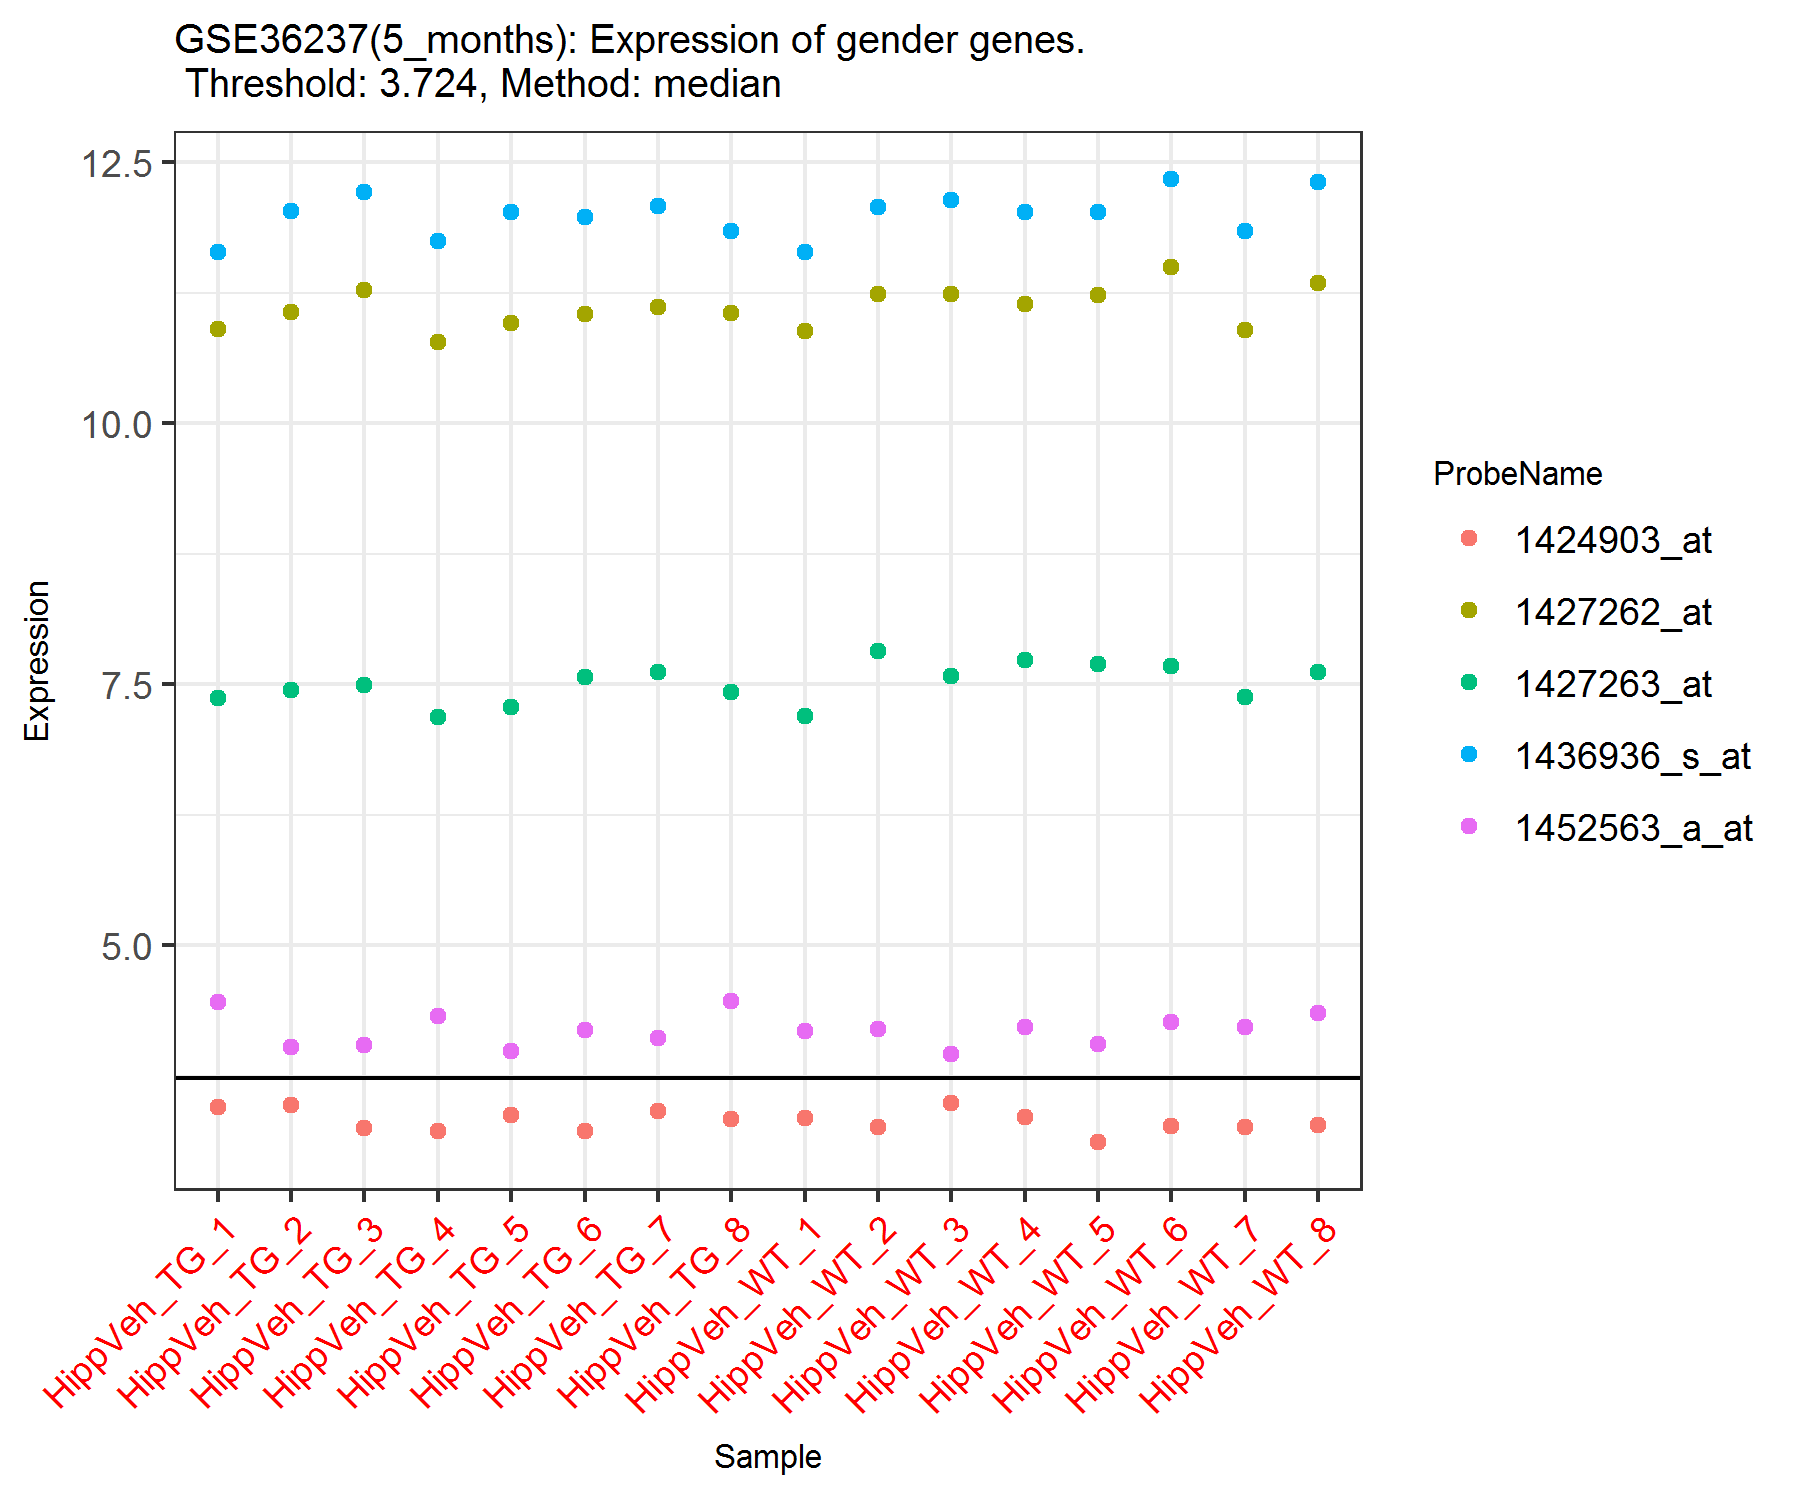 GSE36237(5_months): Expression of gender genes.
Threshold: 3.724, Method: median
12.5
10.0
7.5
5.0
Expression
HippVeh_TG_1
HippVeh_TG_2
HippVeh_TG_3
HippVeh_TG_4
HippVeh_TG_5
HippVeh_TG_6
HippVeh_TG_7
HippVeh_TG_8
HippVeh_WT_1
HippVeh_WT_2
HippVeh_WT_3
HippVeh_WT_4
HippVeh_WT_5
HippVeh_WT_6
HippVeh_WT_7
HippVeh_WT_8
Sample
ProbeName
1424903_at
1427262_at
1427263_at
1436936_s_at
1452563_a_at